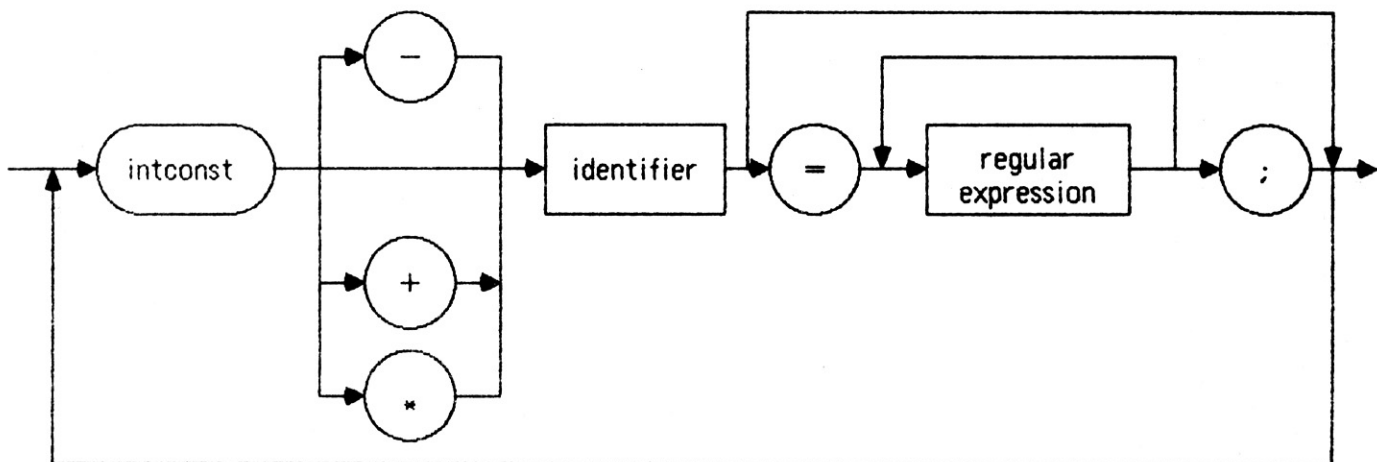 -
intconst
identifier
=
regular
expression
;
+
*